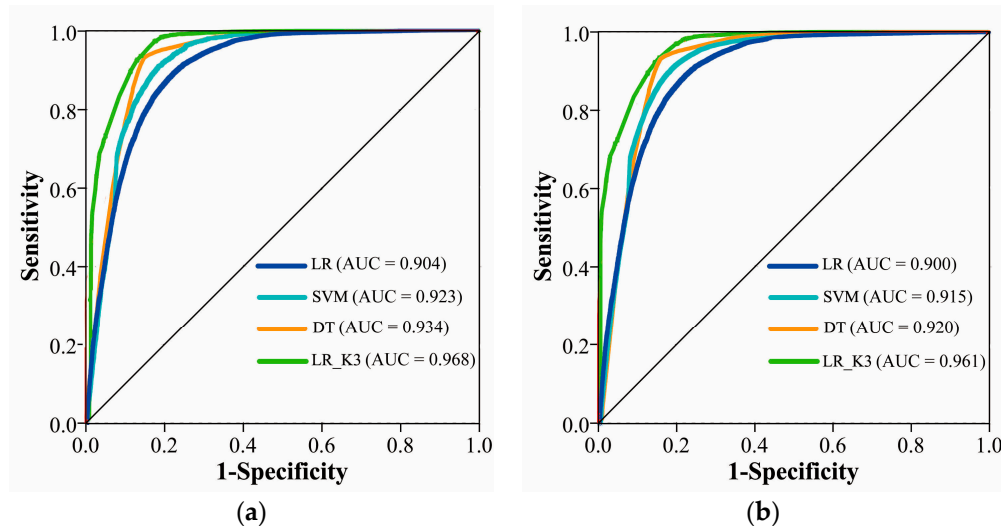 1.0
0.8
0.6
0.4
0.2
0.0
Sensitivity
LR (AUC = 0.904)
SVM (AUC = 0.923)
DT (AUC = 0.934)
LR_K3 (AUC = 0.968)
0.0 0.2 0.4 0.6 0.8 1.0
1-Specificity
(a)
1.0
0.8
0.6
0.4
0.2
0.0
Sensitivity
LR (AUC = 0.900)
SVM (AUC = 0.915)
DT (AUC = 0.920)
LR_K3 (AUC = 0.961)
0.0 0.2 0.4 0.6 0.8 1.0
1-Specificity
(b)